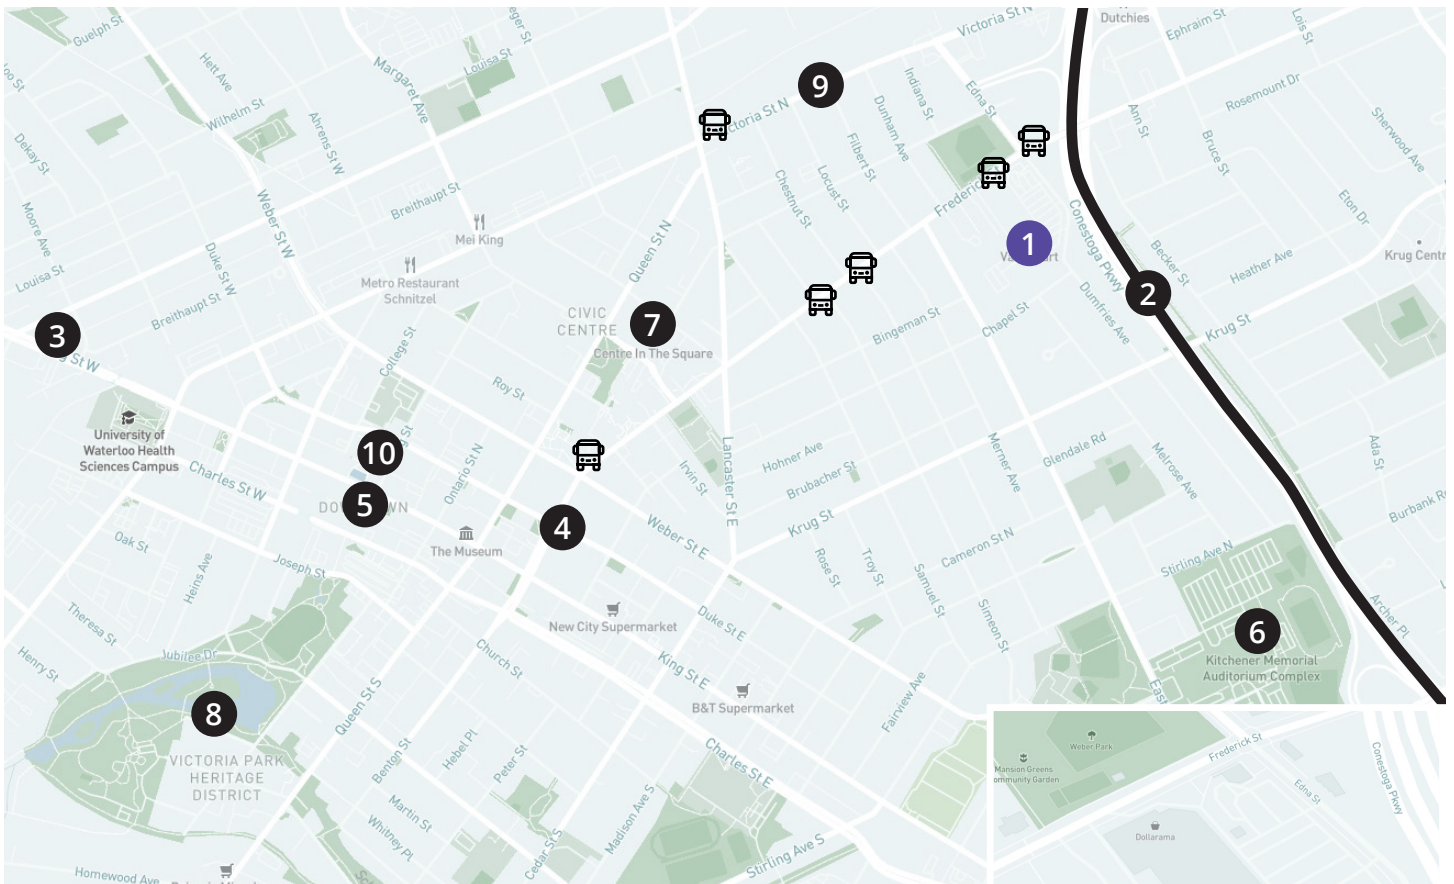 Guelph St
Louisa St
Victoria St N
Dutchies
Ephraim St
Lois St
Hett Ave
Margaret Ave
Indiana St
Edna St
9
Rosemount Dr
Wilhelm St
Ahrens St W
Dunham Ave
Ann St
Sherwood Ave
Dekay St
Filbert St
Bruce St
Breithaupt St
Chestnut St
Locust St
Moore Ave
Weber St W
Mei King
Queen St N
Conestoga Pkwy
Elon Dr
1
Becker St
Krug Centr
Louisa St
Duke St W
Metro Restaurant
Schnitzel
Heather Ave
2
Breithaupt St
CIVIC
CENTRE
7
Centre In The Square
Bingeman St
Chapel St
Dumfries Ave
Krug St
3
College St
Roy St
University of
Waterloo Health
Sciences Campus
10
5
Charles St W
Ontario St N
Irvin St
Lancaster St E
Hohner Ave
Brubacher St
Merner Ave
Glendale Rd
Melrose Ave
Ada St
Burbank R
4
The Museum
Weber St E
Krug St
Oak St
Joseph St
Heins Ave
Rose St
Troy St
Cameron St N
Samuel St
Stirling Ave N
Simeon St
Archer Pl
Theresa St
New City Supermarket
Duke St E
6
Kitchener Memorial
Auditorium Complex
Henry St
Jubilee Dr
Church St
King St E
8
VICTORIA PARK
HERITAGE
DISTRICT
Queen St S
B&T Supermarket
Fairview Ave
East
Benton St
Hebel Pl
Peter St
Charles St E
Martin St
Whitney Pl
Cedar St S
Madison Ave S
Stirling Ave S
Homewood Ave
Weber Park
Frederick St
Conestoga Pkwy
Mansion Greens
ommunity Garden
Edna St
Dollarama